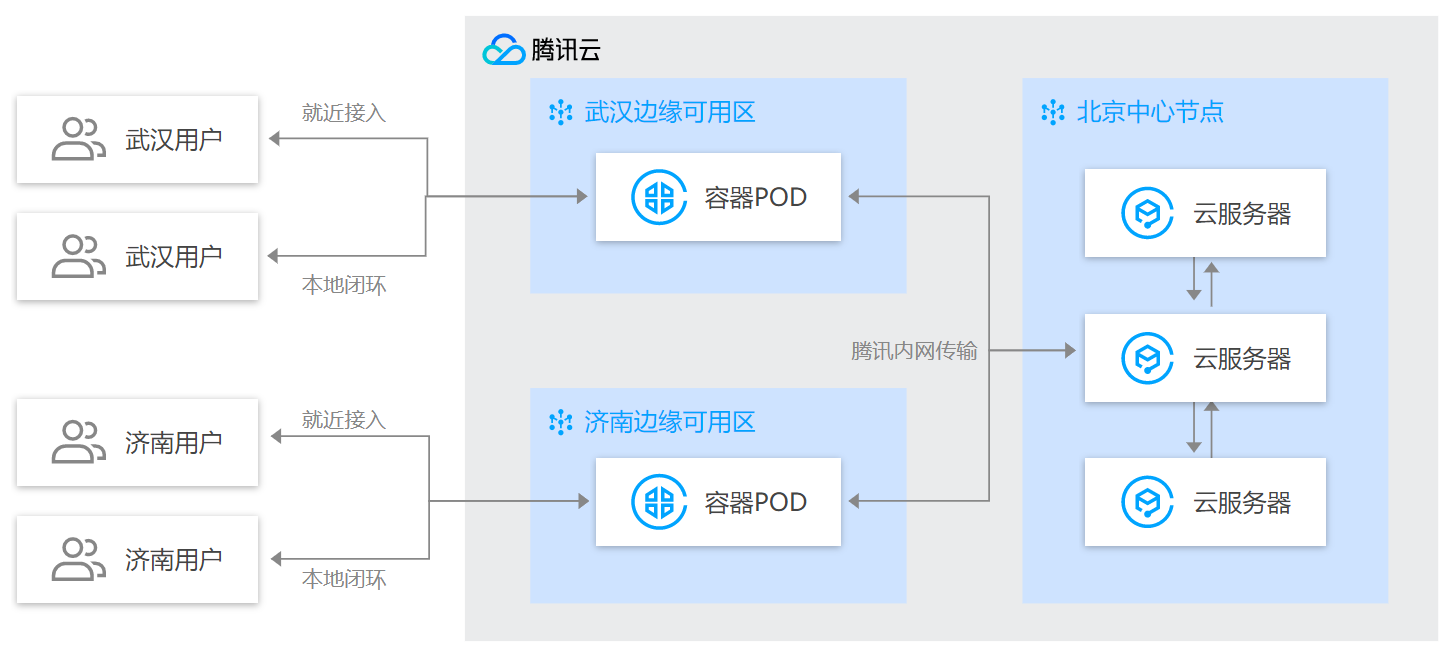 腾讯云
武汉用户
武汉用户
就近接入
本地闭环
武汉边缘可用区
容器POD
济南用户
济南用户
就近接入
本地闭环
济南边缘可用区
容器POD
腾讯内网传输
北京中心节点
云服务器
云服务器
云服务器